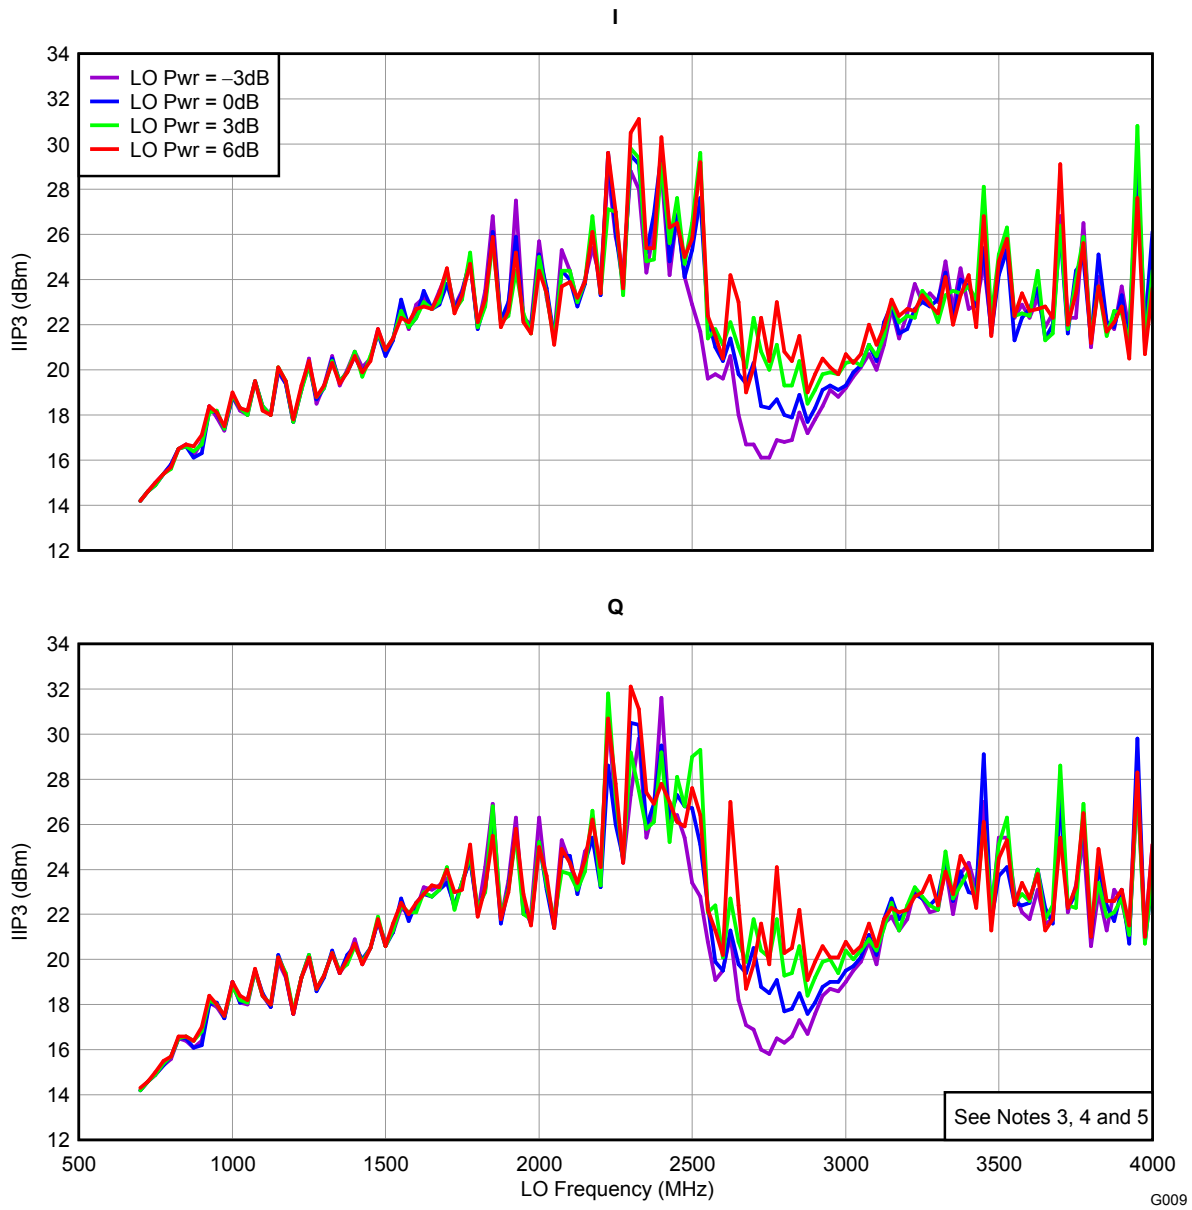 I
34
32
30
28
26
24
22
20
18
16
14
12
IIP3 (dBm)
LO Pwr = −3dB
LO Pwr = 0dB
LO Pwr = 3dB
LO Pwr = 6dB
Q
34
32
30
28
26
24
22
20
18
16
14
12
IIP3 (dBm)
See Notes 3, 4 and 5
500 1000 1500 2000 2500 3000 3500 4000
LO Frequency (MHz)
G009